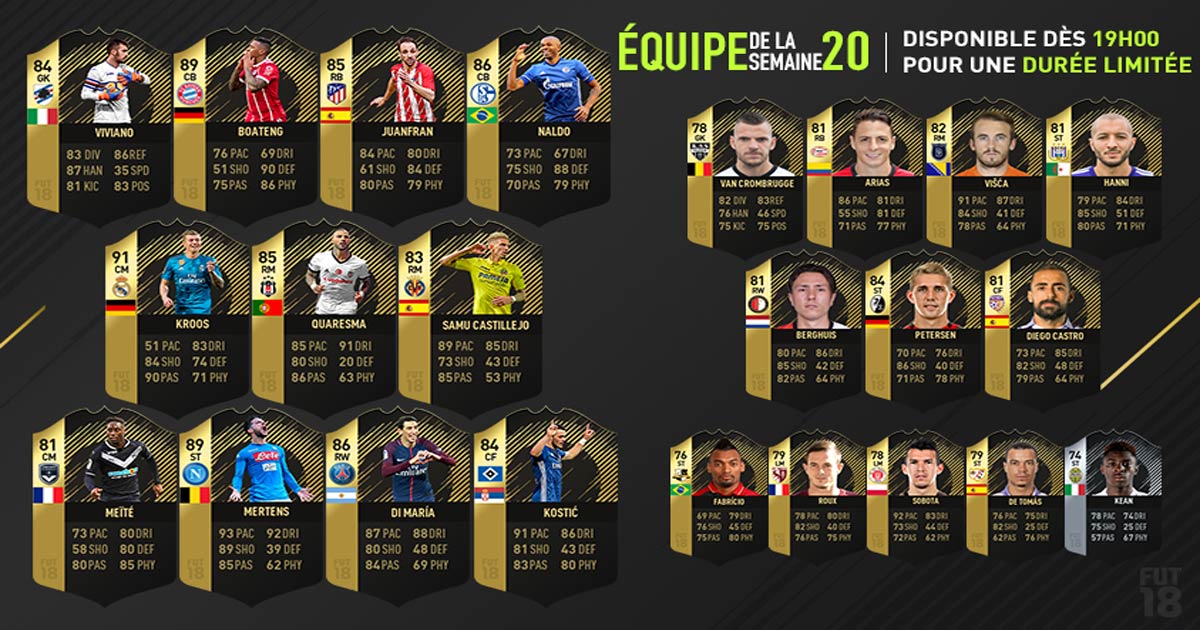 ÉQUIPE DE LA SEMAINE 20
DISPONIBLE DÈS 19H00
POUR UNE DURÉE LIMITÉE
84 GK
VIVIANO
83 DIV 86 REF
87 HAN 35 SPD
81 KIC 83 POS
89 CB
BOATENG
76 PAC 69 DRI
51 SHO 90 DEF
75 PAS 86 PHY
85 RB
JUANFRAN
84 PAC 80 DRI
61 SHO 84 DEF
80 PAS 79 PHY
86 CB
NALDO
73 PAC 67 DRI
75 SHO 88 DEF
70 PAS 79 PHY
91 CM
KROOS
51 PAC 83 DRI
84 SHO 74 DEF
90 PAS 71 PHY
85 RM
QUARESMA
85 PAC 91 DRI
80 SHO 20 DEF
86 PAS 63 PHY
83 RM
SAMU CASTILLEJO
89 PAC 85 DRI
73 SHO 43 DEF
85 PAS 53 PHY
81 CM
MEÏTÉ
73 PAC 80 DRI
58 SHO 80 DEF
80 PAS 85 PHY
89 ST
MERTENS
93 PAC 92 DRI
89 SHO 39 DEF
85 PAS 62 PHY
86 RW
DI MARÍA
87 PAC 88 DRI
80 SHO 48 DEF
84 PAS 69 PHY
84 CF
KOSTIĆ
91 PAC 86 DRI
81 SHO 43 DEF
83 PAS 80 PHY
78 GK
VAN CROMBRUGGE
82 DIV 83 REF
76 HAN 46 SPD
75 KIC 75 POS
81 RB
ARIAS
86 PAC 81 DRI
55 SHO 81 DEF
71 PAS 77 PHY
82 RM
VIŠĆA
91 PAC 87 DRI
84 SHO 41 DEF
78 PAS 64 PHY
81 ST
HANNI
79 PAC 84 DRI
85 SHO 51 DEF
80 PAS 71 PHY
81 RW
BERGHUIS
80 PAC 86 DRI
85 SHO 42 DEF
82 PAS 64 PHY
84 ST
PETERSEN
70 PAC 76 DRI
86 SHO 40 DEF
71 PAS 78 PHY
81 CF
DIEGO CASTRO
73 PAC 85 DRI
82 SHO 48 DEF
79 PAS 64 PHY
76 ST
FABRÍCIO
69 PAC 79 DRI
76 SHO 45 DEF
75 PAS 80 PHY
79 LM
ROUX
78 PAC 80 DRI
82 SHO 40 DEF
76 PAS 75 PHY
78 LM
SOBOTA
92 PAC 83 DRI
73 SHO 44 DEF
72 PAS 62 PHY
79 ST
DE TOMÁS
76 PAC 75 DRI
82 SHO 25 DEF
62 PAS 76 PHY
74 ST
KEAN
78 PAC 74 DRI
75 SHO 25 DEF
57 PAS 67 PHY
FUT
18